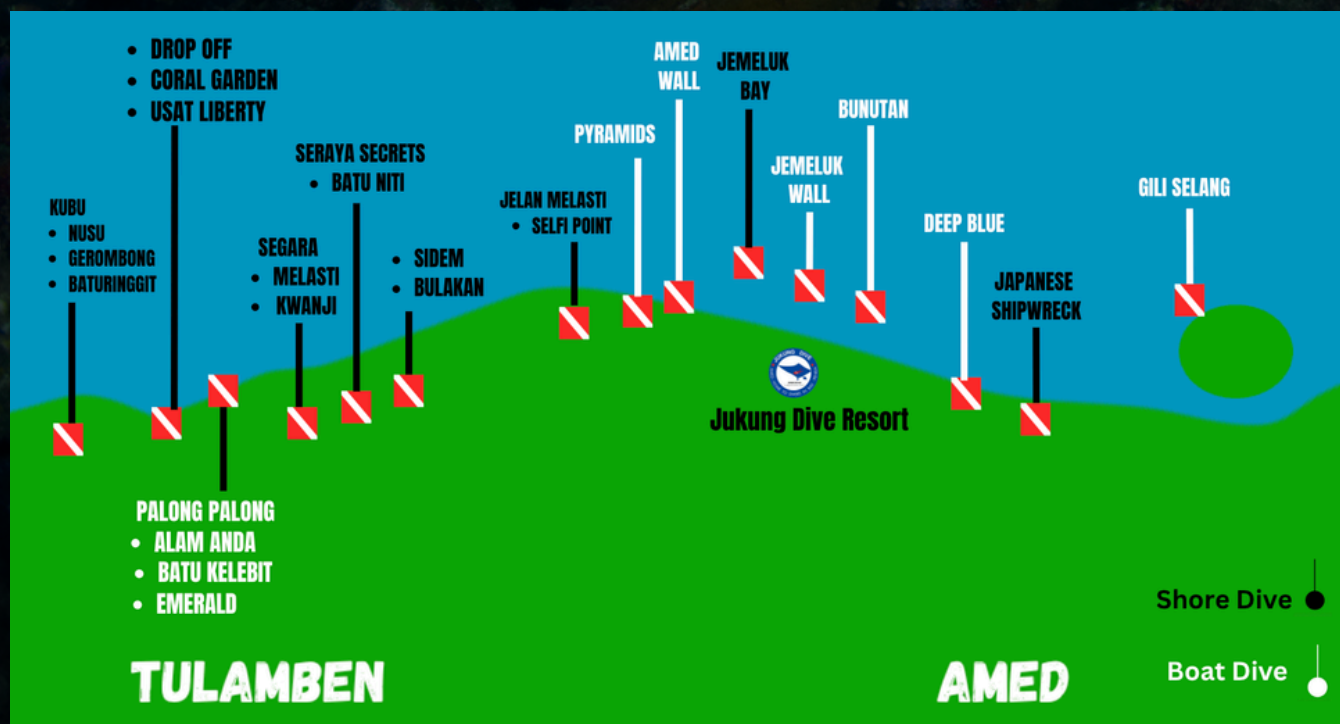 DROP OFF
CORAL GARDEN
USAT LIBERTY
AMED
WALL
JEMELUK
BAY
BUNUTAN
PYRAMIDS
SERAYA SECRETS
BATU NITI
JEMELUK
WALL
GILI SELANG
KUBU
NUSU
GEROMBONG
BATURINGGIT
JELAN MELASTI
SELFI POINT
DEEP BLUE
SEGARA
MELASTI
KWANJI
SIDEM
BULAKAN
JAPANESE
SHIPWRECK
JUKUNG DIVE
Jukung Dive Resort
PALONG PALONG
ALAM ANDA
BATU KELEBIT
EMERALD
Shore Dive
Boat Dive
TULAMBEN
AMED